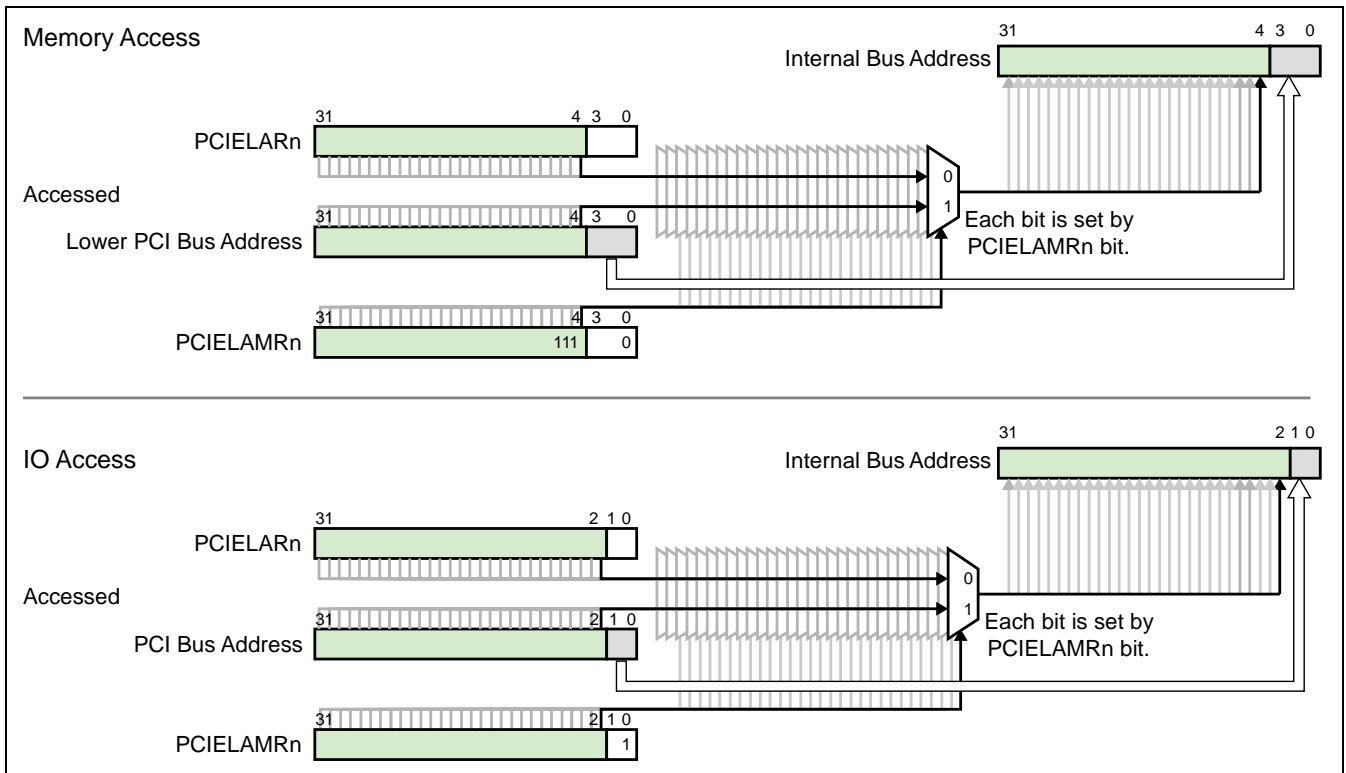 Memory Access
31 4 3 0
Internal Bus Address
31 4 3 0
PCIELARn
0
Accessed
31 4 3 0
1
Lower PCI Bus Address
Each bit is set by
PCIELAMRn bit.
31 4 3 0
PCIELAMRn 111 0
31 2 1 0
IO Access
Internal Bus Address
31 2 1 0
PCIELARn
0
Accessed
31 2 1 0
1
PCI Bus Address
Each bit is set by
PCIELAMRn bit.
31 2 1 0
PCIELAMRn 1